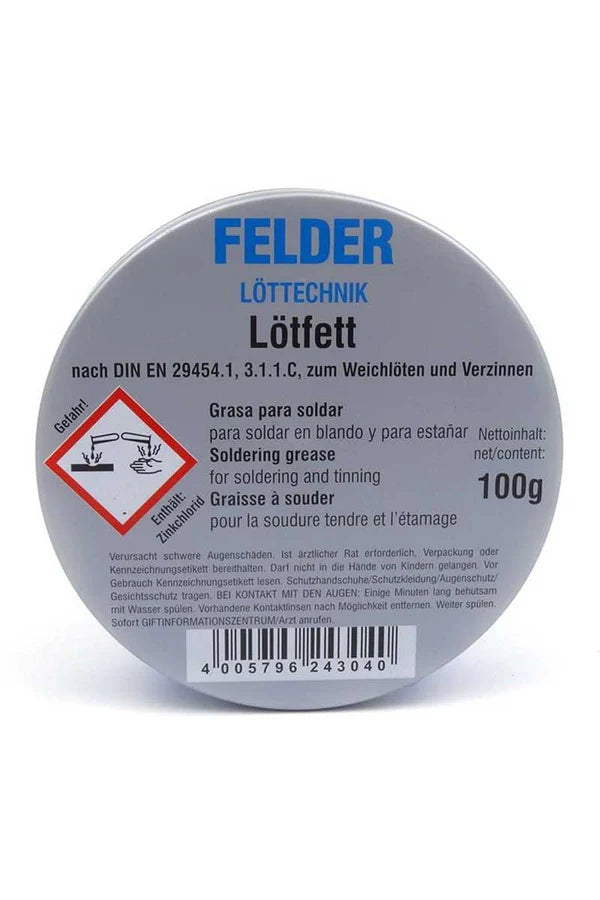 FELDER
LÖTTECHNIK
Lötfett
nach DIN EN 29454.1, 3.1.1.C, zum Weichlöten und Verzinnen
Gefahr!
Enthält:
Zinkchlorid
Grasa para soldar
para soldar en blando y para estañar
Soldering grease
for soldering and tinning
Graisse à souder
pour la soudure tendre et l'étamage
Nettoinhalt:
net/content:
100g
Verursacht schwere Augenschäden. Ist ärztlicher Rat erforderlich, Verpackung oder
Kennzeichnungsetikett bereithalten. Darf nicht in die Hände von Kindern gelangen. Vor
Gebrauch Kennzeichnungsetikett lesen. Schutzhandschuhe/Schutzkleidung/Augenschutz/
Gesichtsschutz tragen. BEI KONTAKT MIT DEN AUGEN: Einige Minuten lang behutsam
mit Wasser spülen. Vorhandene Kontaktlinsen nach Möglichkeit entfernen. Weiter spülen.
Sofort GIFTINFORMATIONSZENTRUM/Arzt anrufen.
4 005796 243040